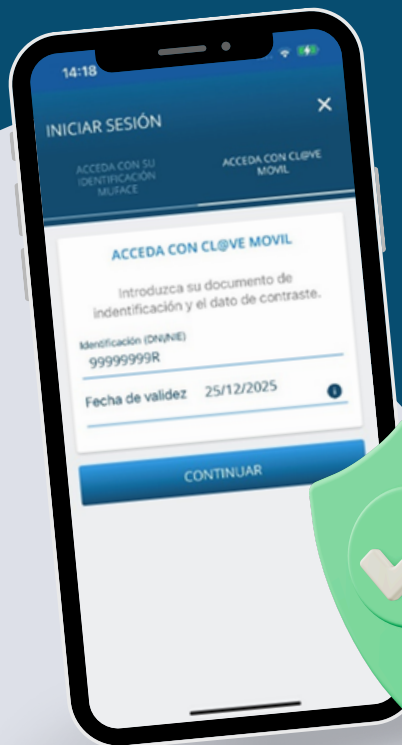 14:18
INICIAR SESIÓN
ACCEDA CON SU
IDENTIFICACIÓN
MUFACE
ACCEDA CON CL@VE
MOVIL
ACCEDA CON CL@VE MOVIL
Introduzca su documento de
indentificación y el dato de contraste.
Identificación (DNI/NIE)
99999999R
Fecha de validez 25/12/2025
CONTINUAR